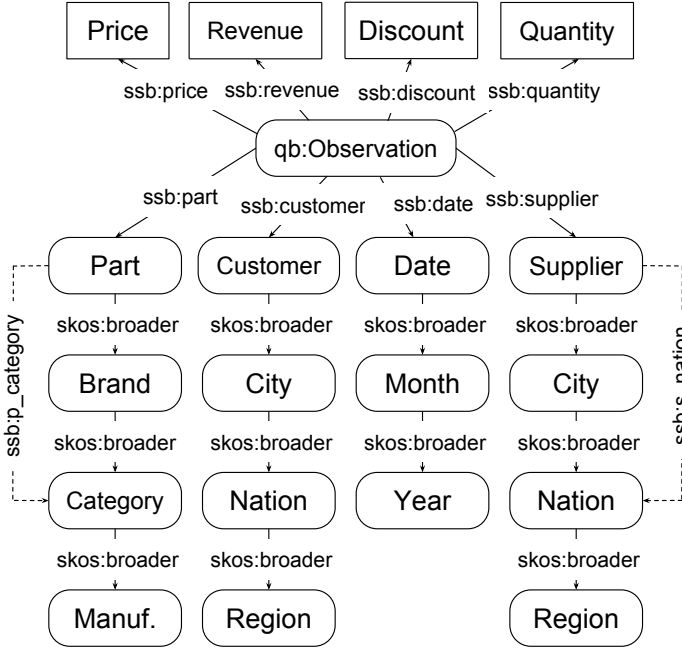 Price Revenue Discount Quantity
ssb:price ssb:revenue ssb:discount ssb:quantity
qb:Observation
ssb:part ssb:customer ssb:date ssb:supplier
Part Customer Date Supplier
skos:broader skos:broader skos:broader skos:broader
ssb:p_category
ssb:s_nation
Brand City Month City
skos:broader skos:broader skos:broader skos:broader
Category Nation Year Nation
skos:broader skos:broader skos:broader
Manuf. Region Region